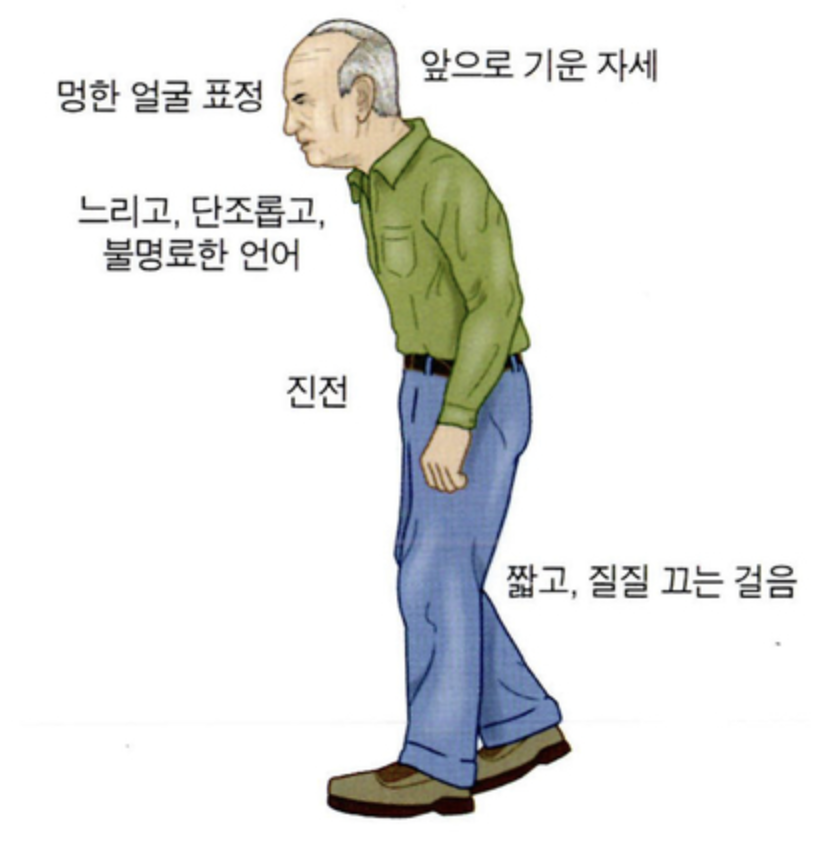 앞으로 기운 자세
멍한 얼굴 표정
느리고, 단조롭고,
불명료한 언어
진전
짧고, 질질 끄는 걸음